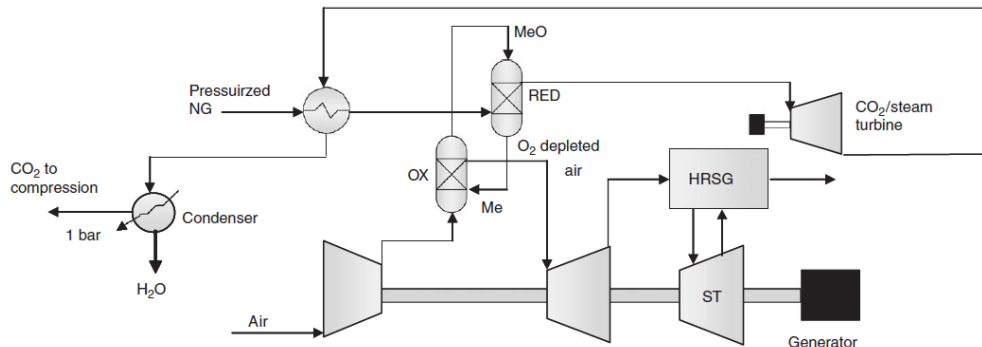 MeO
Pressuirzed
NG
RED
CO₂/steam
turbine
O₂ depleted
air
CO₂ to
compression
OX
HRSG
Me
Condenser
1 bar
H₂O
ST
Air
Generator